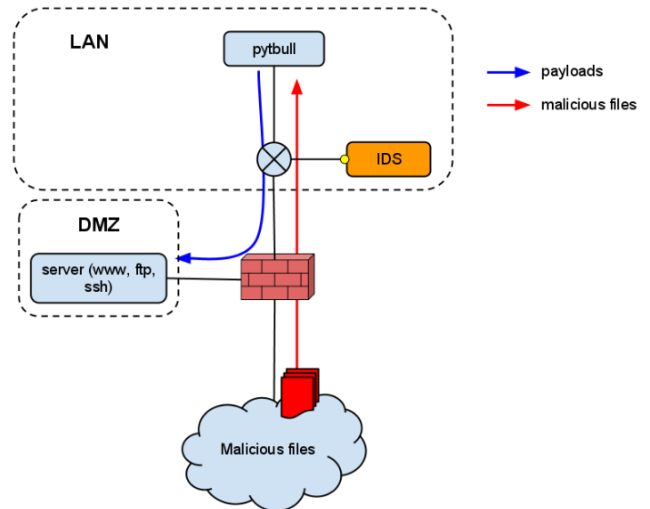 LAN
pytbull
payloads
malicious files
IDS
DMZ
server (www, ftp,
ssh)
Malicious files